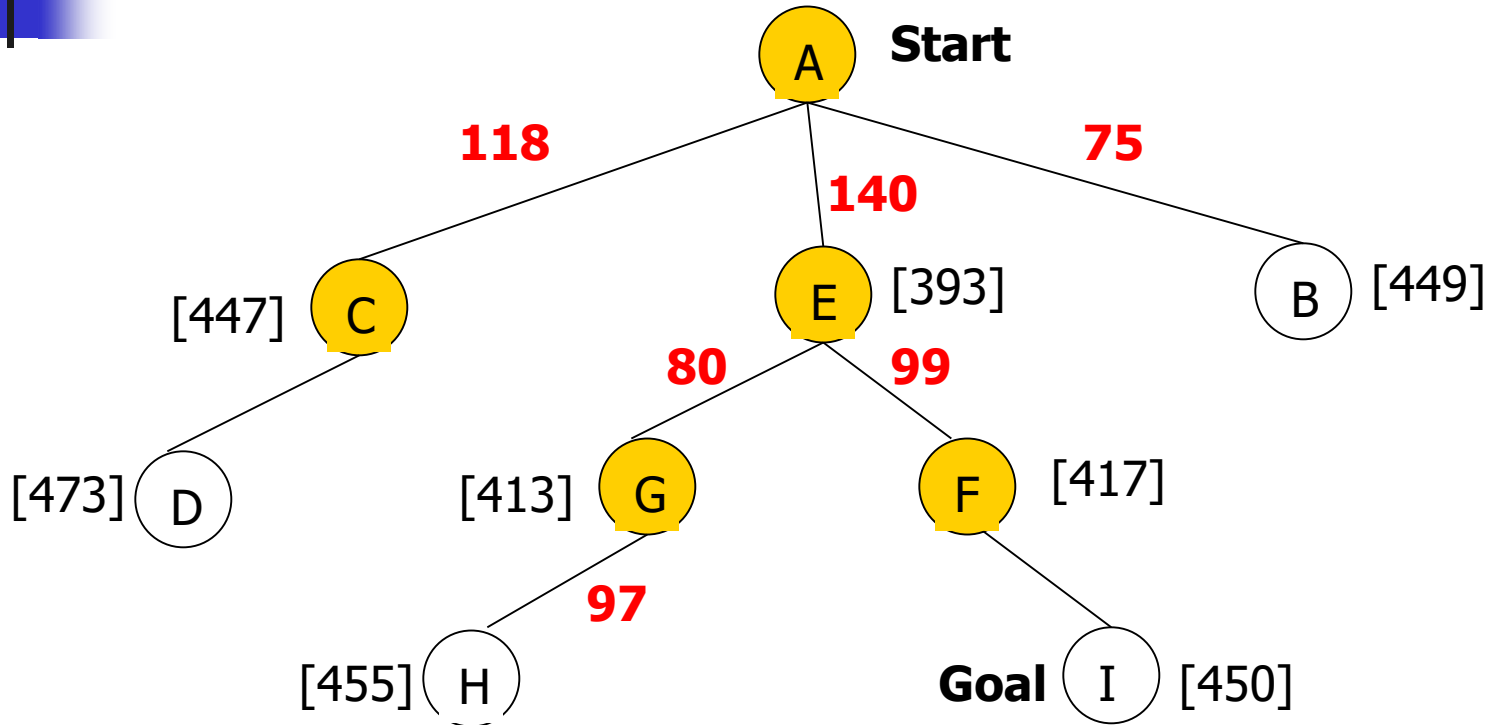 A Start
118 75
140
[447] C E [393] B [449]
80 99
[473] D [413] G F [417]
97
[455] H Goal I [450]